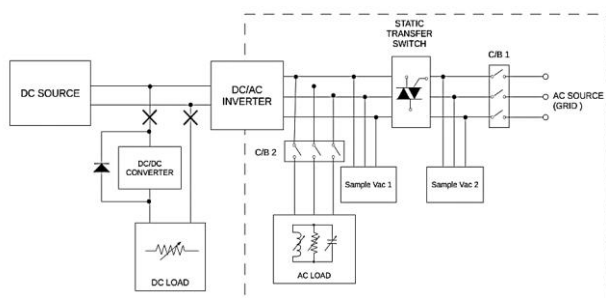 STATIC
TRANSFER
SWITCH
C/B 1
DC SOURCE
DC/AC
INVERTER
AC SOURCE
(GRID )
C/B 2
DC/DC
CONVERTER
Sample Vac 1
Sample Vac 2
DC LOAD
AC LOAD